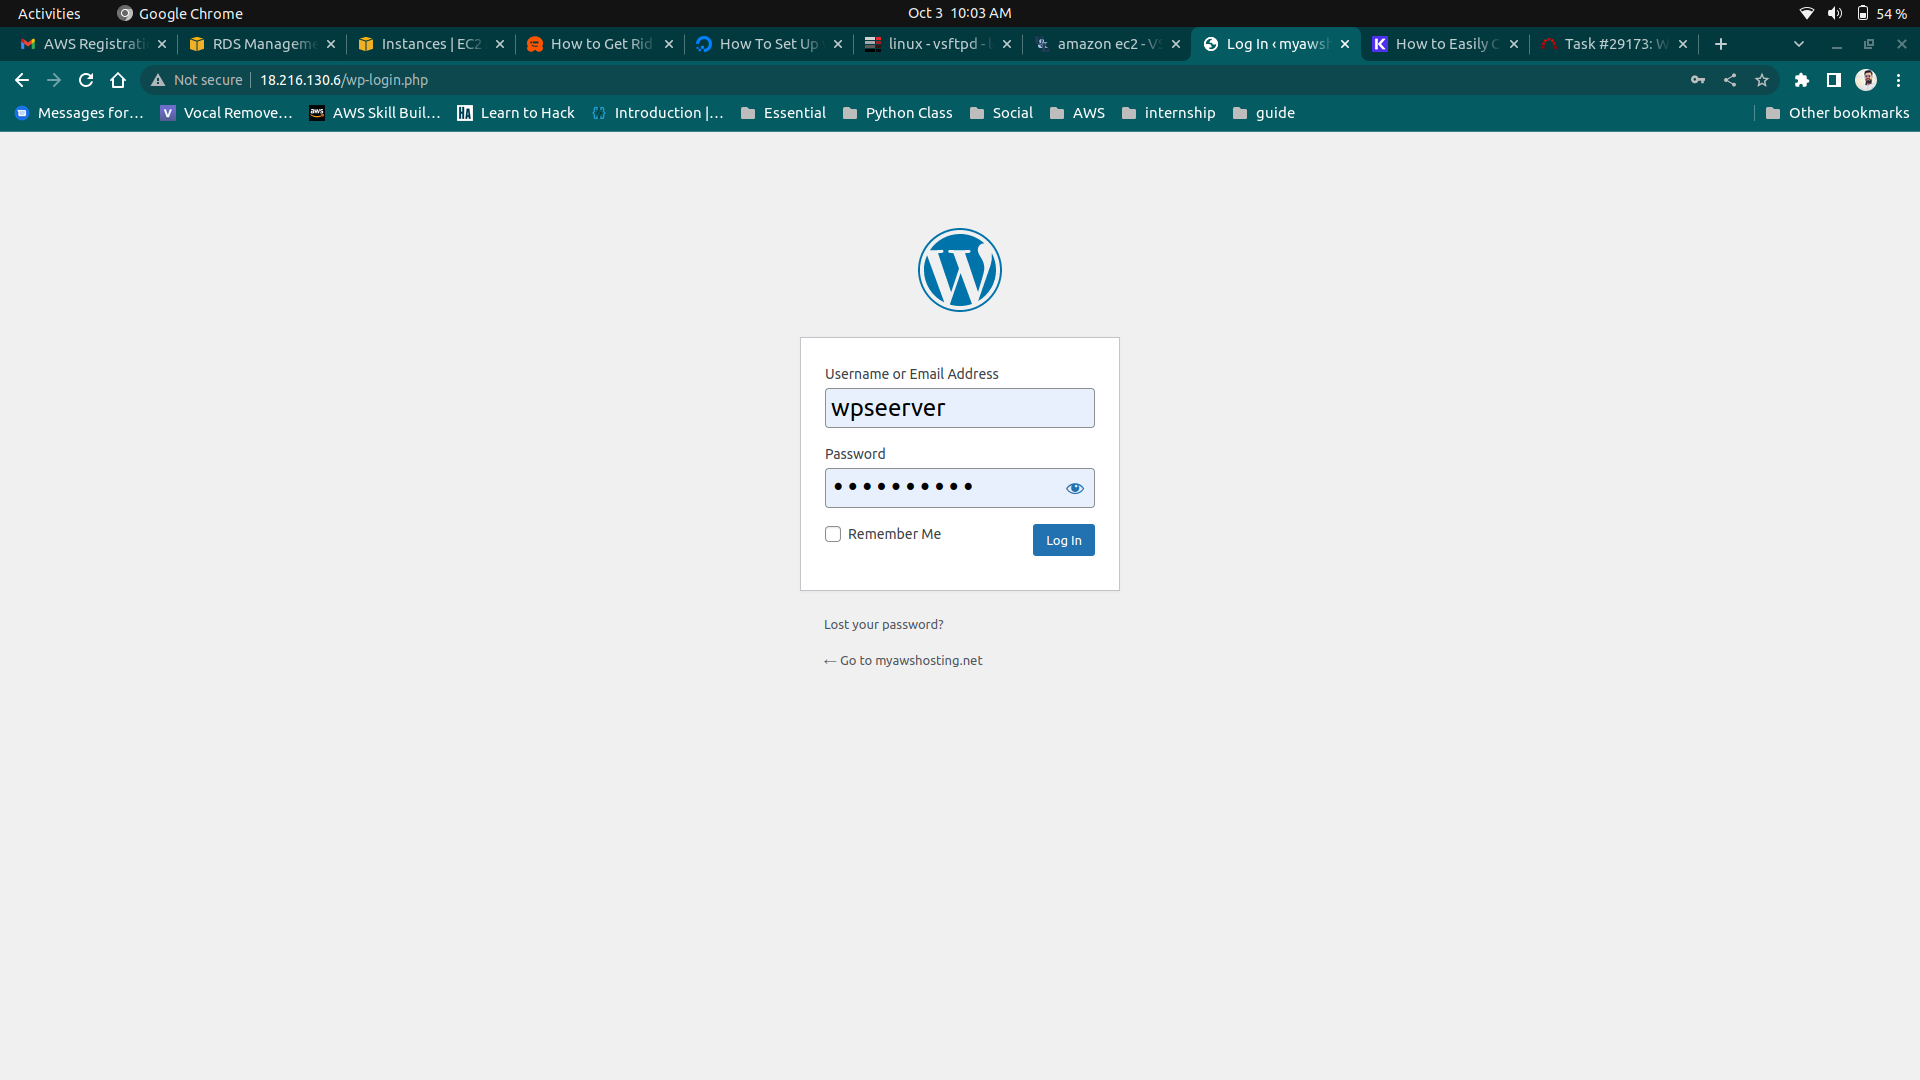 Activities Google Chrome Oct 3 10:03 AM 54 %
AWS Registrati RDS Manageme Instances | EC2 How to Get Rid How To Set Up linux - vsftpd - amazon ec2 - VS Log In ‹ myaws How to Easily C Task #29173: W
Not secure 18.216.130.6/wp-login.php
Messages for... Vocal Remove... AWS Skill Buil... Learn to Hack Introduction |... Essential Python Class Social AWS internship guide Other bookmarks
Username or Email Address
wpseerver
Password
••••••••••
Remember Me Log In
Lost your password?
← Go to myawshosting.net